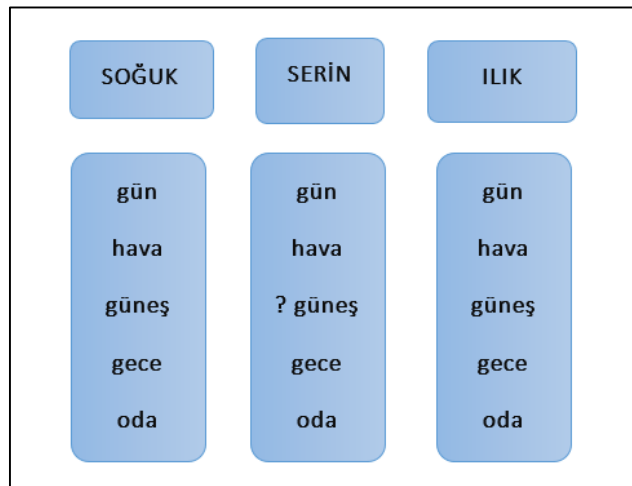 SOĞUK
gün
hava
güneş
gece
oda
SERİN
gün
hava
? güneş
gece
oda
ILIK
gün
hava
güneş
gece
oda